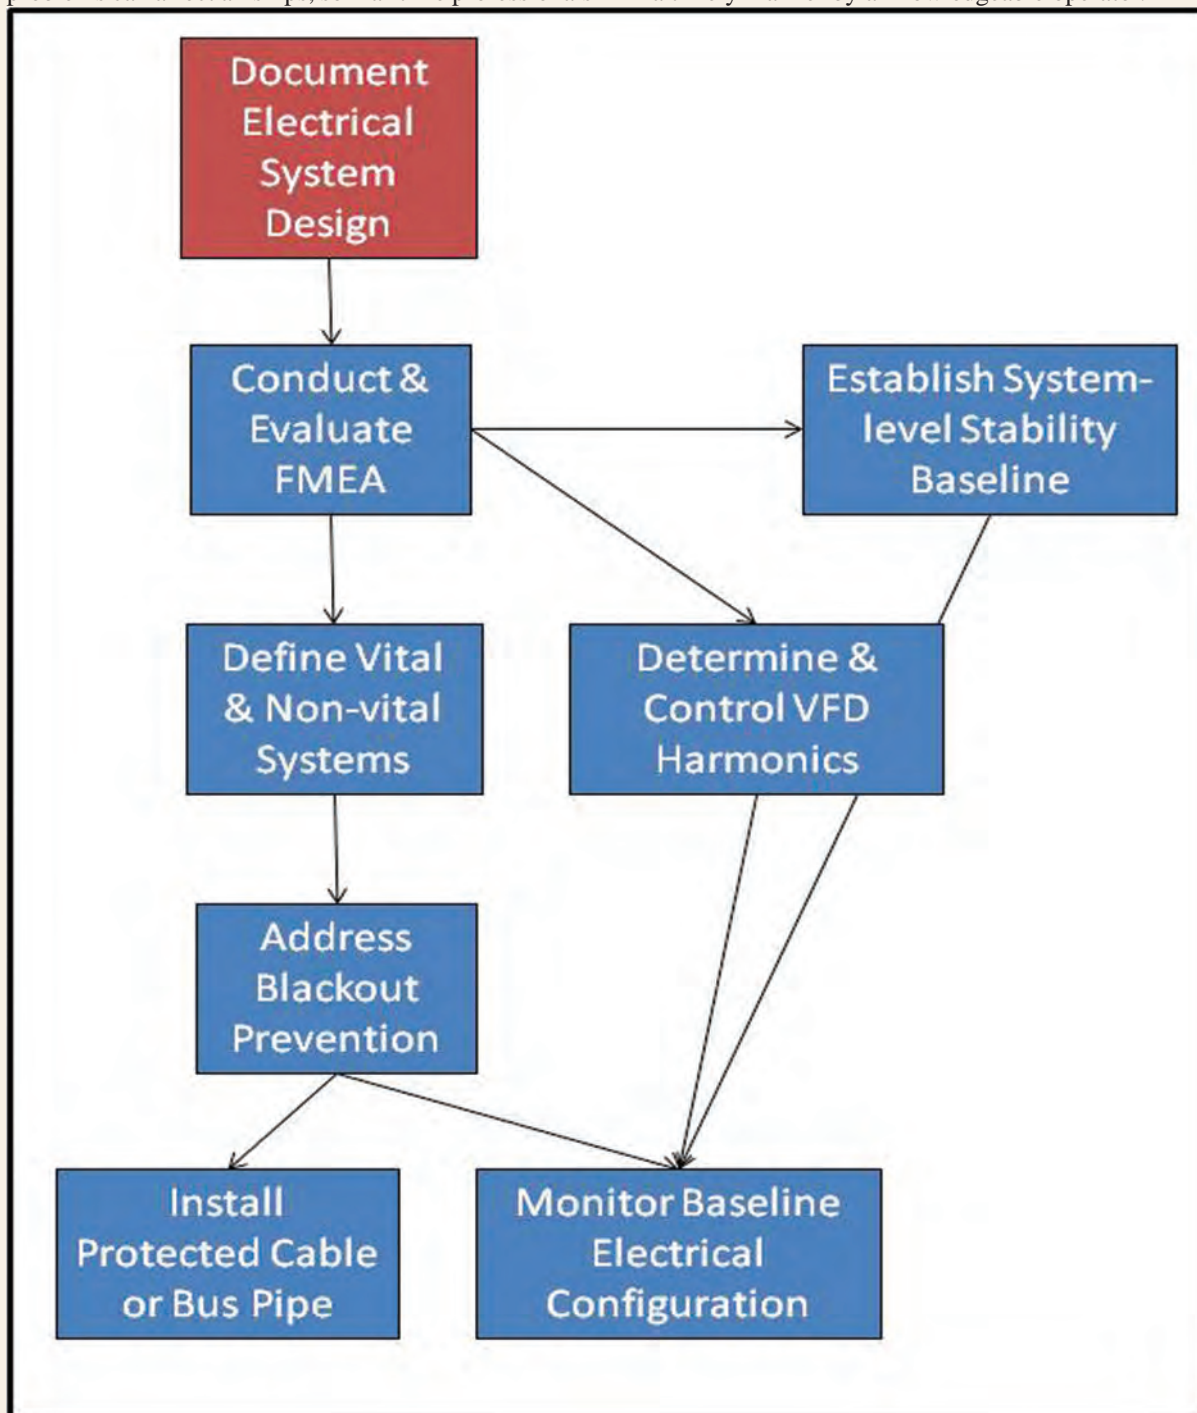 Document
Electrical
System
Design
Conduct &
Evaluate
FMEA
Establish System-
level Stability
Baseline
Define Vital
& Non-vital
Systems
Determine &
Control VFD
Harmonics
Address
Blackout
Prevention
Install
Protected Cable
or Bus Pipe
Monitor Baseline
Electrical
Configuration